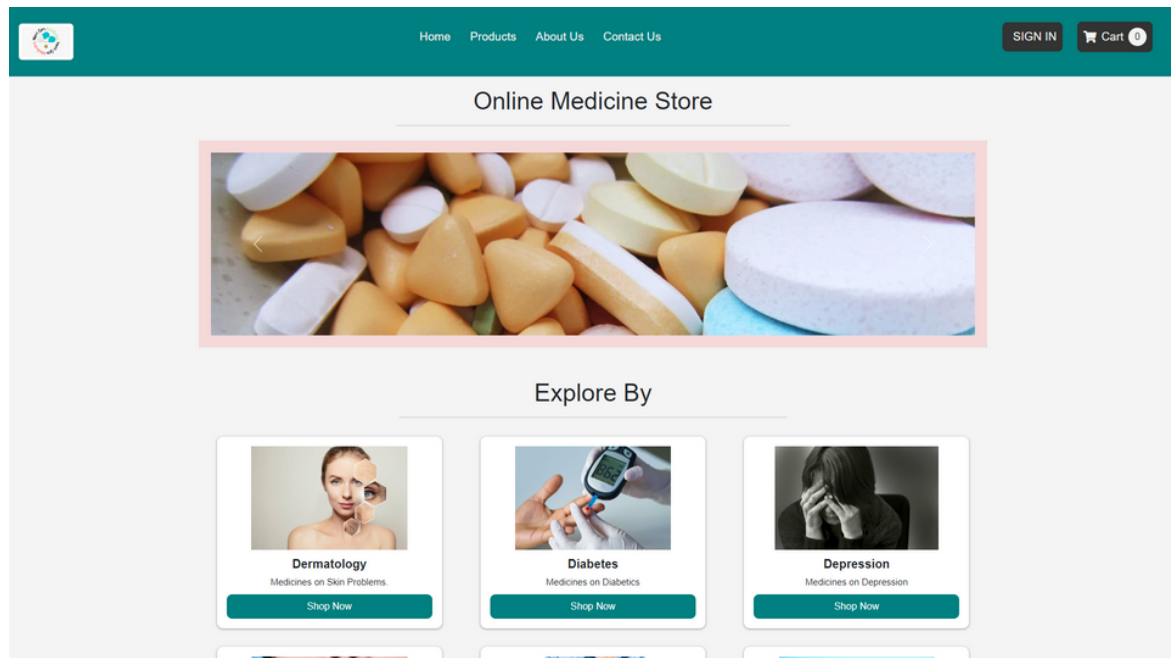 Home Products About Us Contact Us SIGN IN Cart 0
Online Medicine Store
Explore By
Dermatology
Medicines on Skin Problems.
Shop Now
Diabetes
Medicines on Diabetics
Shop Now
Depression
Medicines on Depression
Shop Now